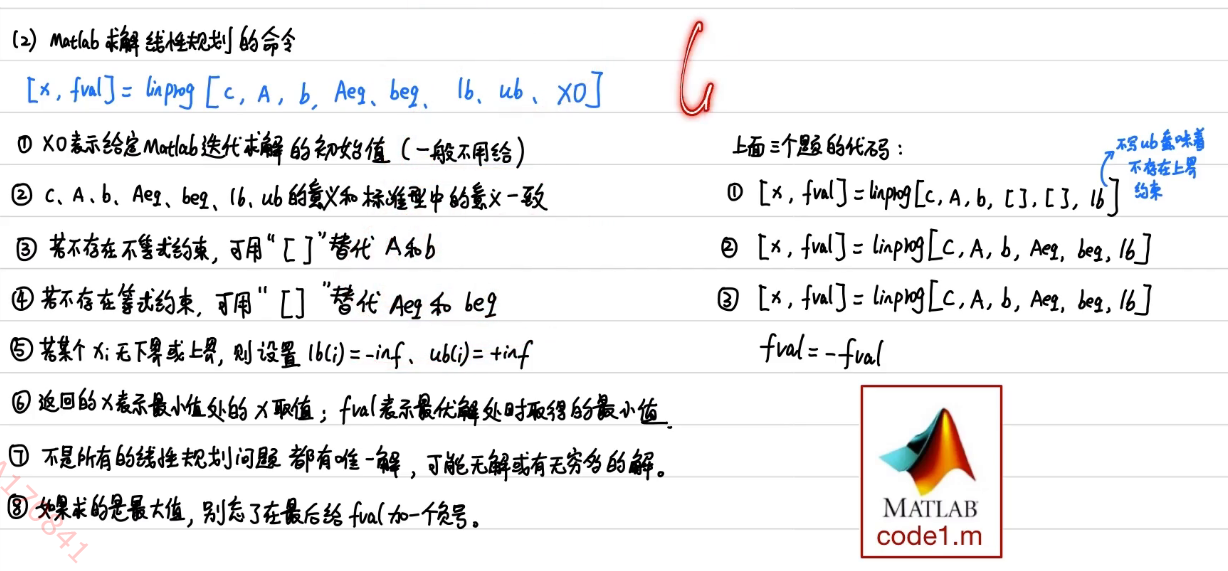 (2) Matlab求解线性规划的命令
[x, fval] = linprog [c, A, b, Aeq、beq、 lb、ub、X0]
① X0表示给定Matlab迭代求解的初始值（一般不用给）
② c、A、b、Aeq、beq、lb、ub的意义和标准型中的意义一致
③ 若不存在不等式约束, 可用“[ ]”替代 A和b
④ 若不存在等式约束, 可用“ [ ] ”替代 Aeq 和 beq
⑤ 若某个 xi 无下界或上界, 则设置 lb(i)=-inf、ub(i)=+inf
⑥ 返回的x表示最小值处的 x取值；fval表示最优解处时取得的最小值.
⑦ 不是所有的线性规划问题 都有唯一解，可能无解或有无穷多的解。
⑧ 如果求的是最大值, 别忘了在最后给 fval 加一个负号。
上面三个题的代码：
不写ub意味着
不存在上界
约束
① [x, fval]=linprog[c, A, b, [ ], [ ], lb]
② [x, fval]=linprog[c, A, b, Aeq, beq, lb]
③ [x, fval]=linprog[c, A, b, Aeq, beq, lb]
fval=-fval
MATLAB
code1.m